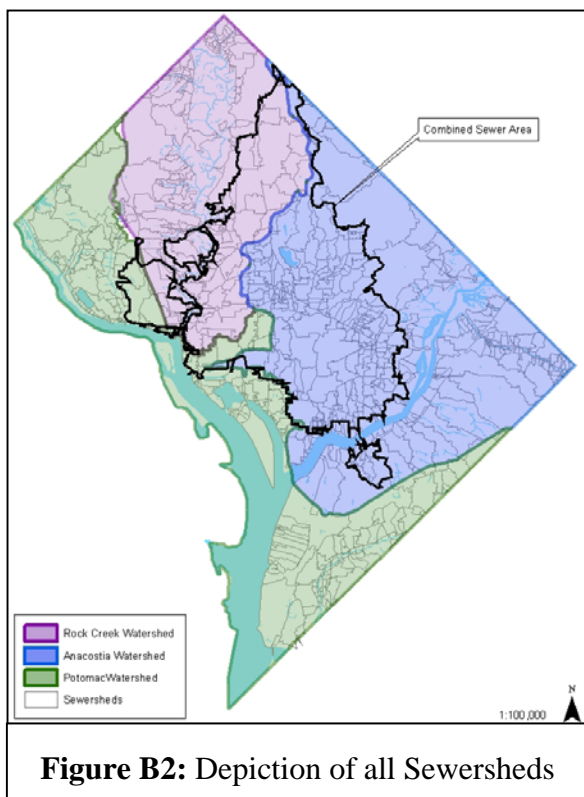 Combined Sewer Area
Rock Creek Watershed
Anacostia Watershed
PotomacWatershed
Sewersheds
N
1:100,000
Figure B2: Depiction of all Sewersheds